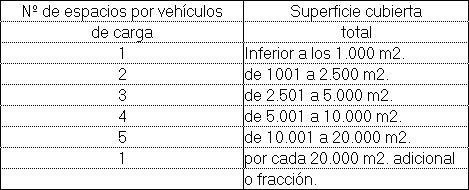 Nº de espacios por vehículos Superficie cubierta
de carga total
1 Inferior a los 1.000 m2.
2 de 1001 a 2.500 m2.
3 de 2.501 a 5.000 m2.
4 de 5.001 a 10.000 m2.
5 de 10.001 a 20.000 m2.
1 por cada 20.000 m2. adicional
o fracción.